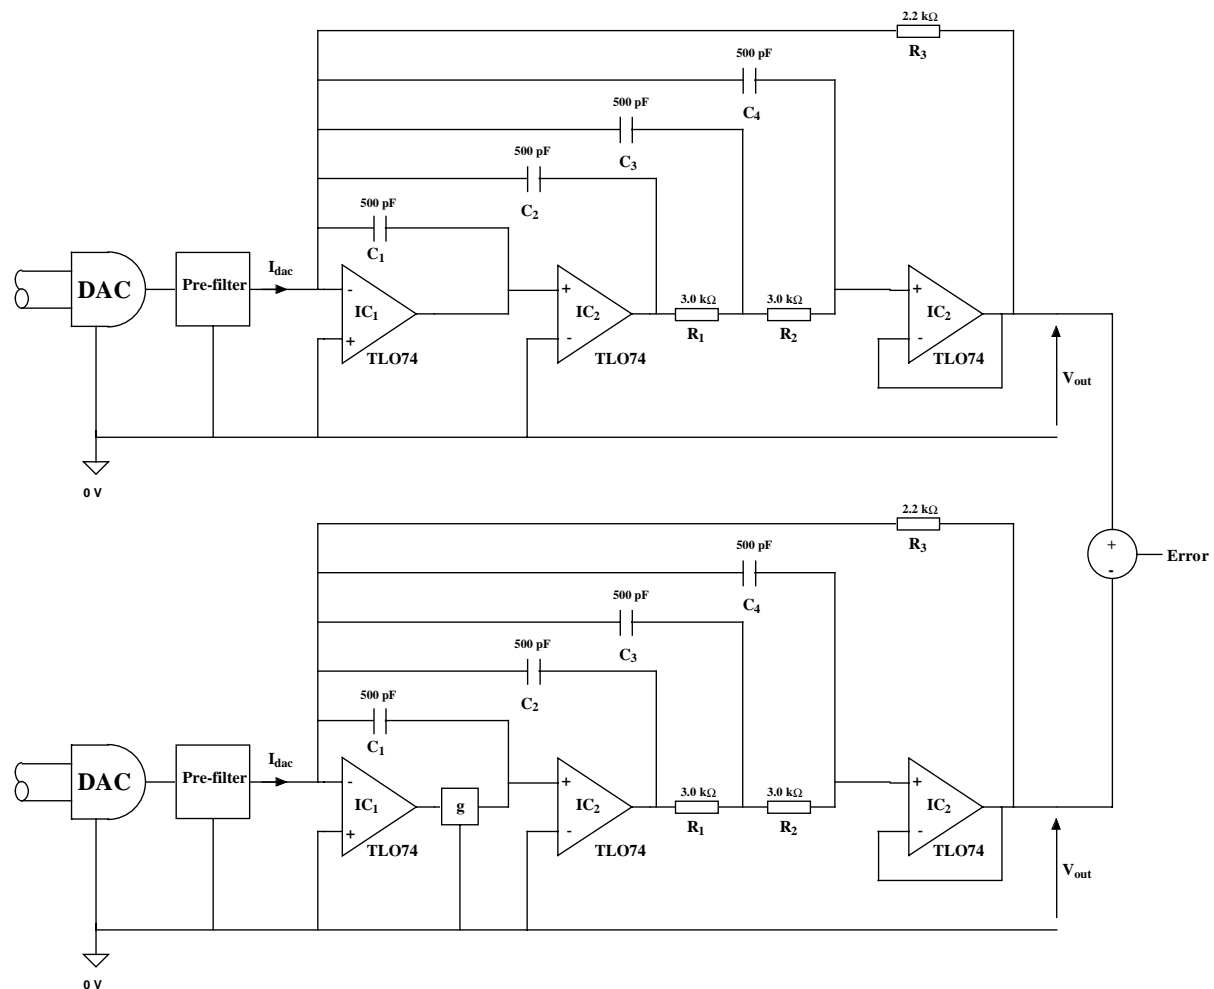 2.2 kΩ
R3
500 pF
C4
500 pF
C3
500 pF
C2
500 pF
C1
DAC
Pre-filter
Idac
-
+
IC1
TLO74
+
-
IC2
TLO74
3.0 kΩ
R1
3.0 kΩ
R2
+
-
IC2
TLO74
Vout
0 V
2.2 kΩ
R3
500 pF
C4
500 pF
C3
500 pF
C2
500 pF
C1
+
-
Error
DAC
Pre-filter
Idac
-
+
IC1
TLO74
g
+
-
IC2
TLO74
3.0 kΩ
R1
3.0 kΩ
R2
+
-
IC2
TLO74
Vout
0 V